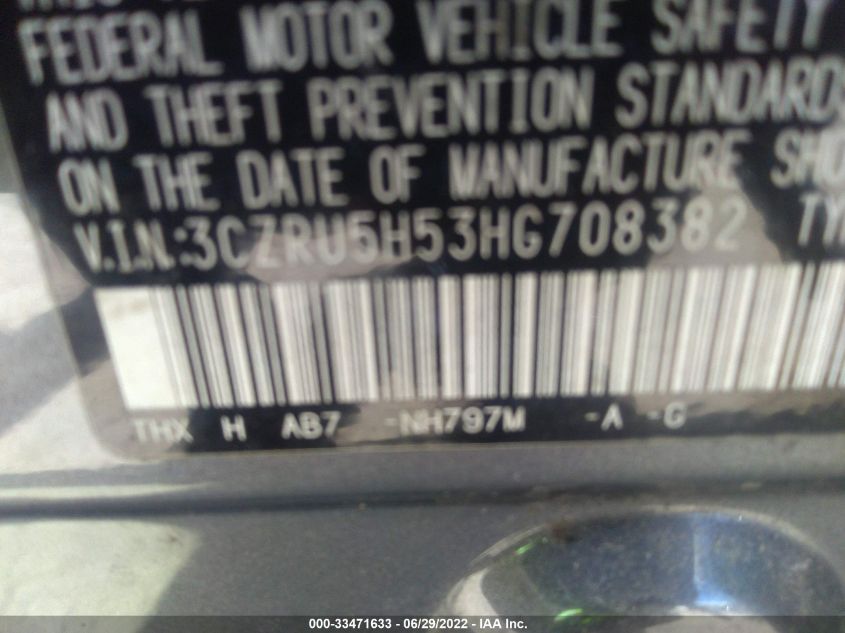 FEDERAL MOTOR VEHICLE SAFETY
AND THEFT PREVENTION STANDARDS
ON THE DATE OF MANUFACTURE
V.I.N.:3CZRU5H53HG708382
THX H AB7 -NH797M -A -G
000-33471633 - 06/29/2022 - IAA Inc.